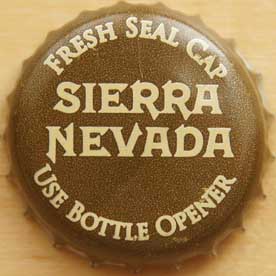 FRESH SEAL CAP
SIERRA
NEVADA
USE BOTTLE OPENER